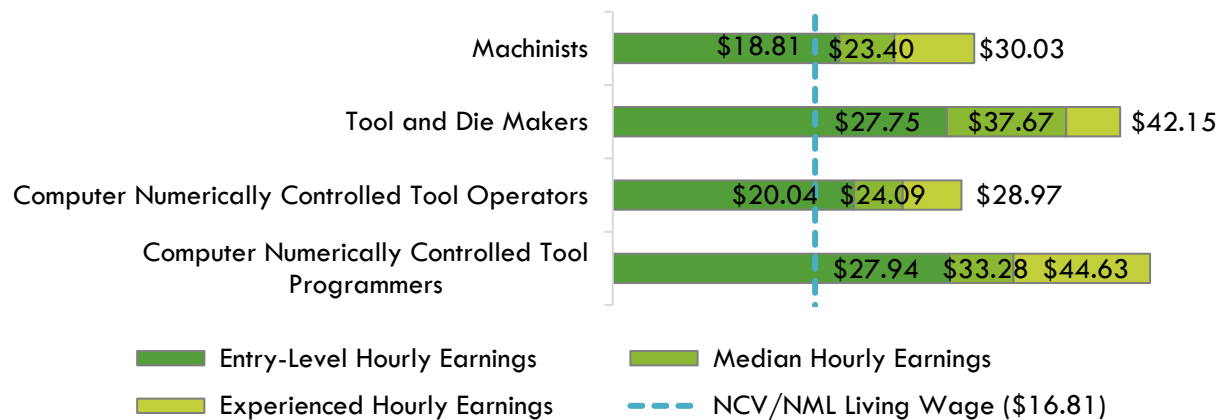 Machinists $18.81 $23.40 $30.03
Tool and Die Makers $27.75 $37.67 $42.15
Computer Numerically Controlled Tool Operators $20.04 $24.09 $28.97
Computer Numerically Controlled Tool
Programmers $27.94 $33.28 $44.63
Entry-Level Hourly Earnings Median Hourly Earnings
Experienced Hourly Earnings NCV/NML Living Wage ($16.81)